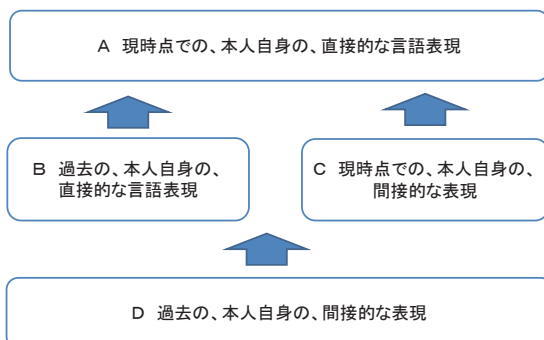 A 現時点での、本人自身の、直接的な言語表現
B 過去の、本人自身の、
直接的な言語表現
C 現時点での、本人自身の、
間接的な表現
D 過去の、本人自身の、間接的な表現